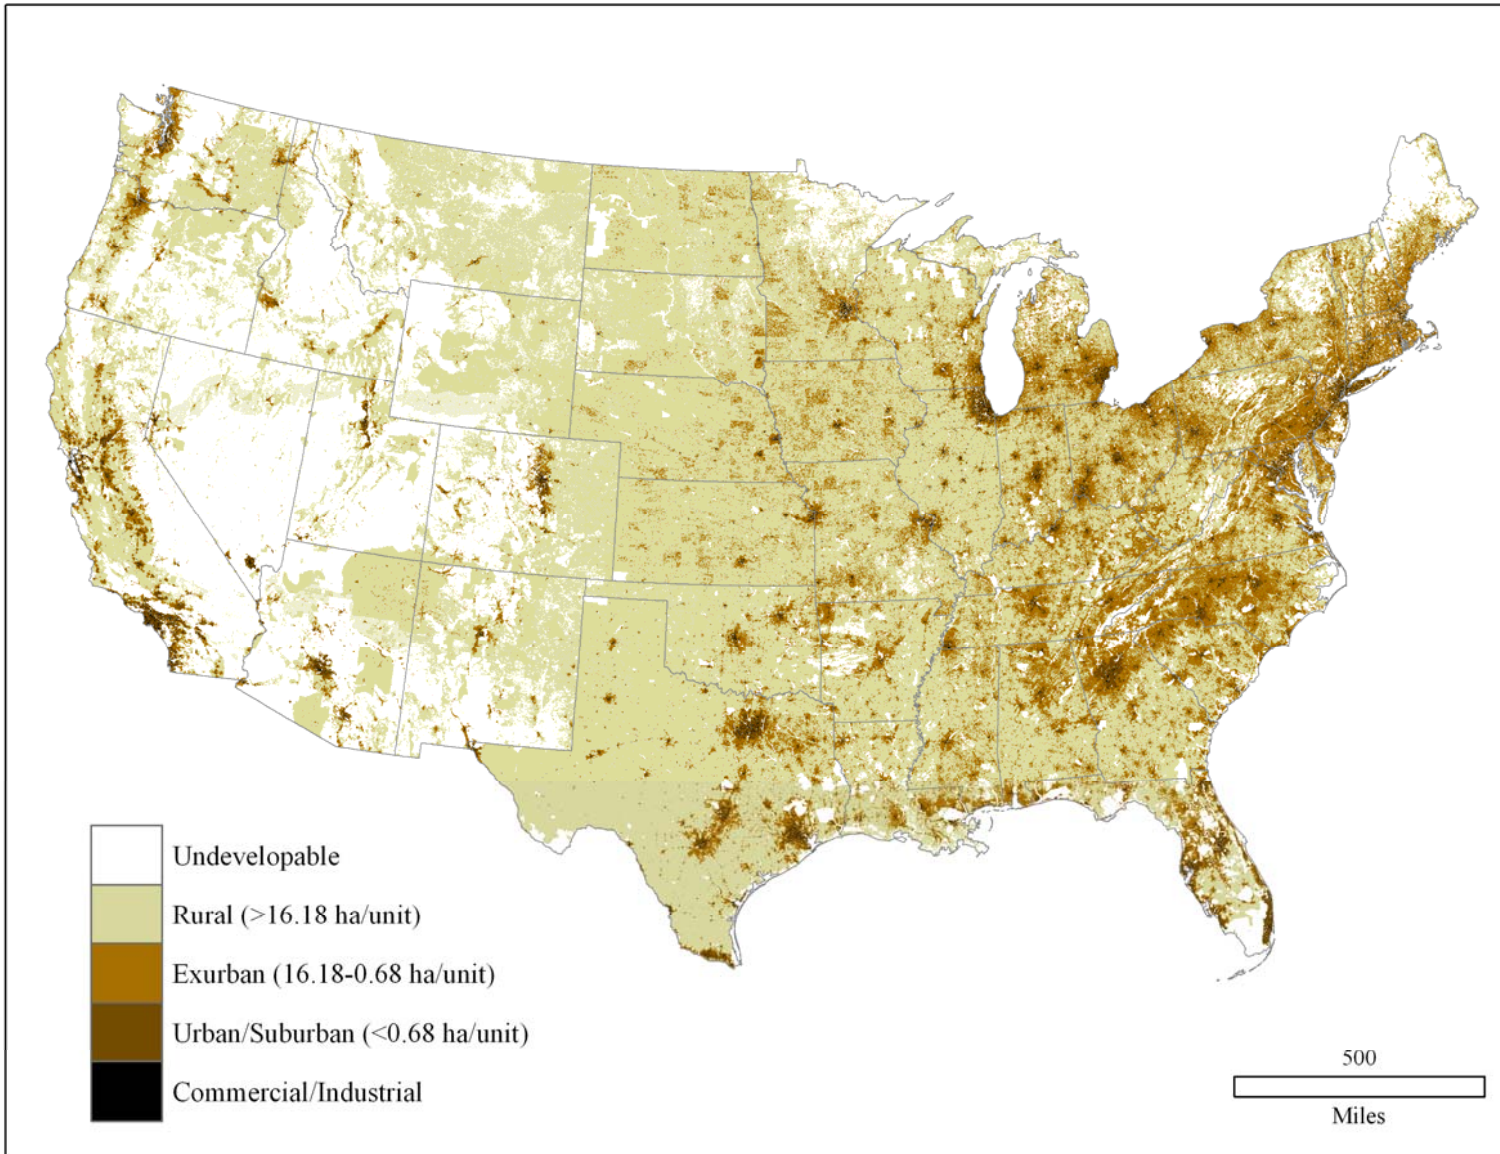 Undevelopable
Rural (>16.18 ha/unit)
Exurban (16.18-0.68 ha/unit)
Urban/Suburban (<0.68 ha/unit)
Commercial/Industrial
500
Miles